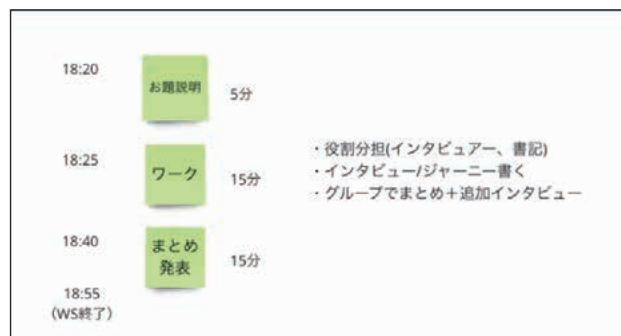 18:20
お題説明
5分
18:25
ワーク
15分
・役割分担(インタビュアー、書記)
・インタビュー/ジャーニー書く
・グループでまとめ＋追加インタビュー
18:40
まとめ
発表
15分
18:55
（WS終了）